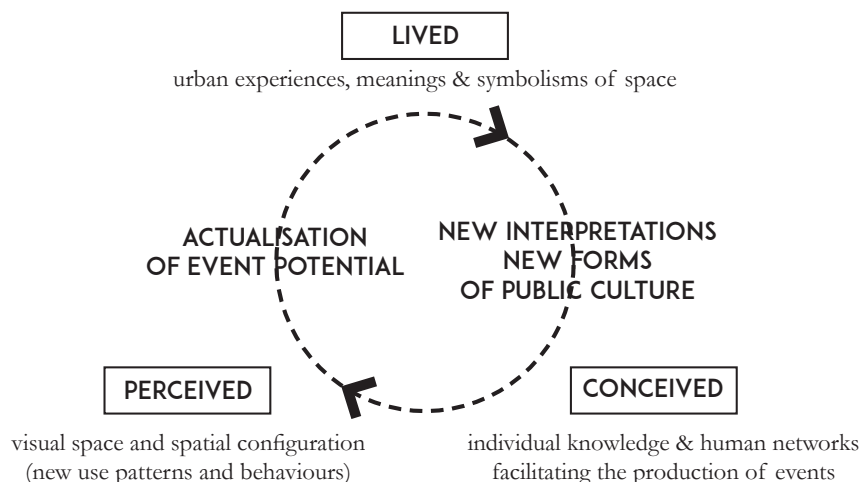 LIVED
urban experiences, meanings & symbolisms of space
ACTUALISATION
OF EVENT POTENTIAL
NEW INTERPRETATIONS
NEW FORMS
OF PUBLIC CULTURE
PERCEIVED
visual space and spatial configuration
(new use patterns and behaviours)
CONCEIVED
individual knowledge & human networks
facilitating the production of events